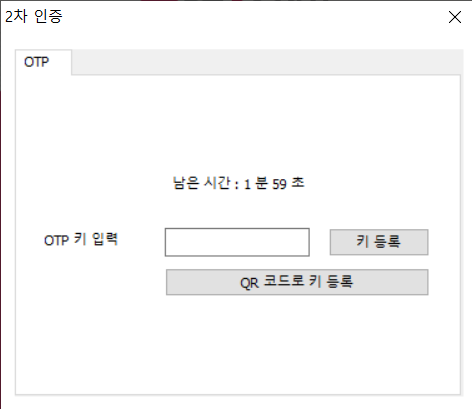 2차 인증
OTP
남은 시간 : 1 분 59 초
OTP 키 입력
키 등록
QR 코드로 키 등록